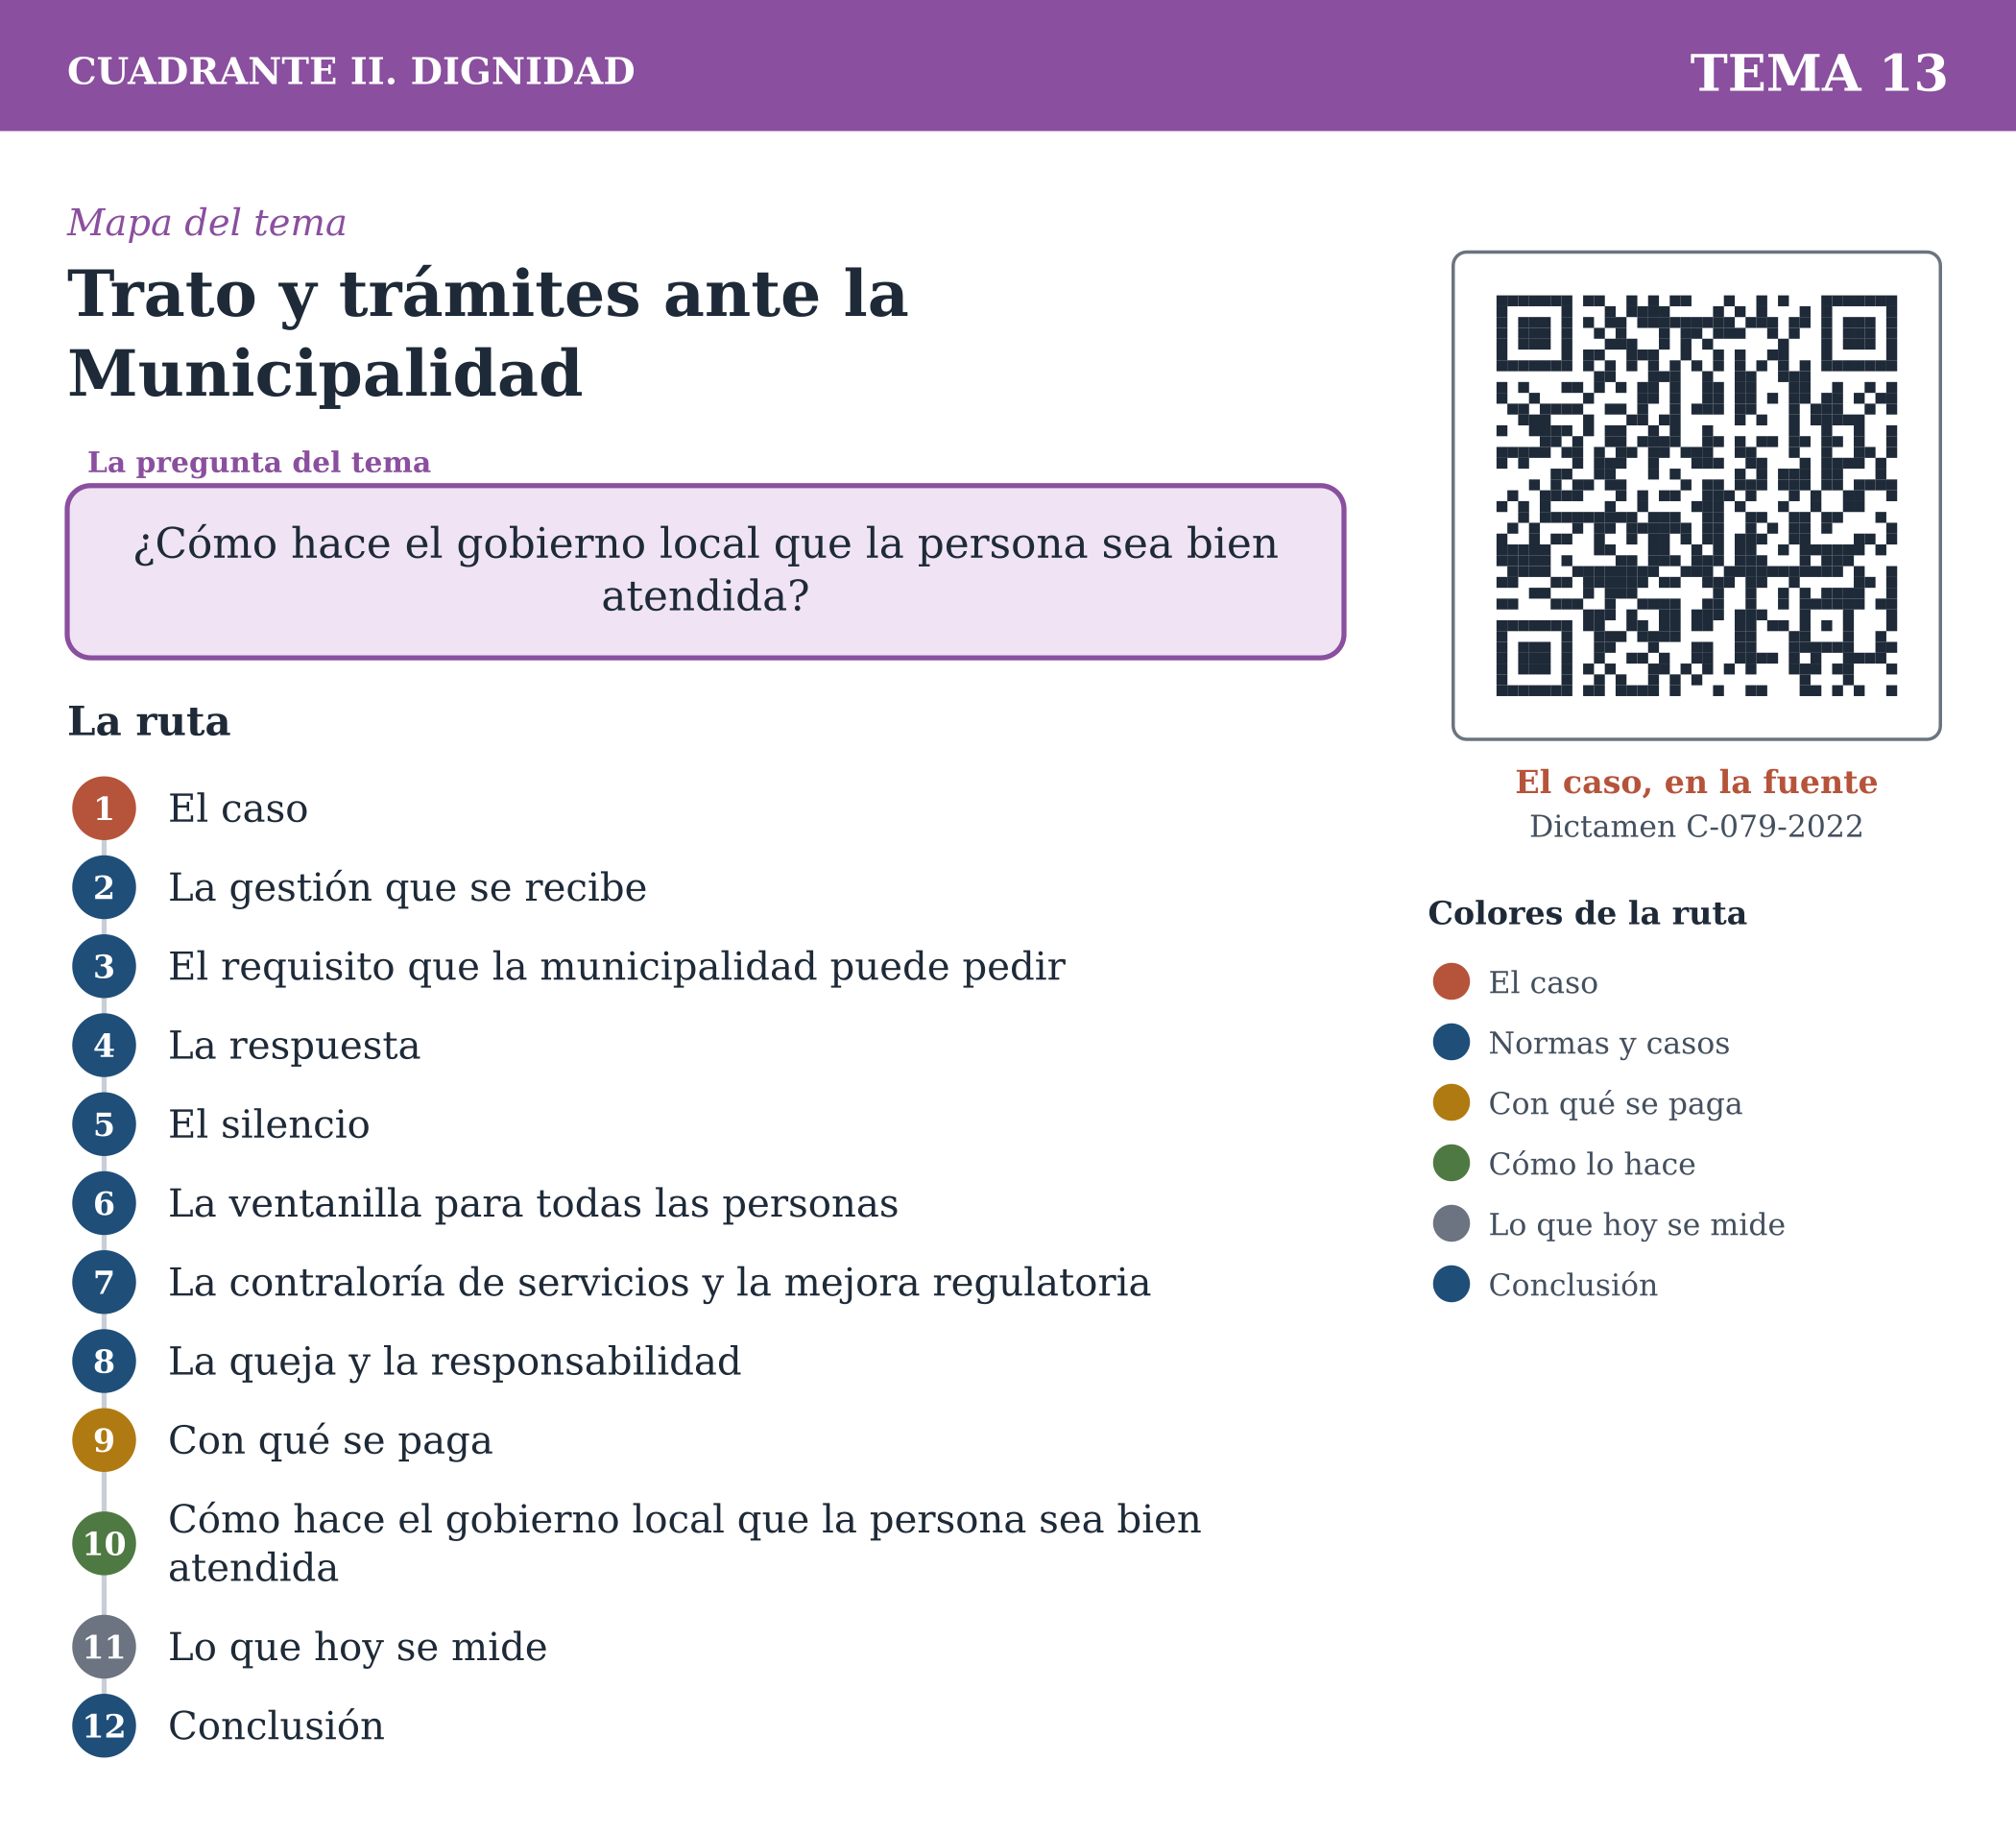 CUADRANTE II. DIGNIDAD
TEMA 13
Mapa del tema
Trato y trámites ante la
Municipalidad
La pregunta del tema
¿Cómo hace el gobierno local que la persona sea bien
atendida?
La ruta
1 El caso
2 La gestión que se recibe
3 El requisito que la municipalidad puede pedir
4 La respuesta
5 El silencio
6 La ventanilla para todas las personas
7 La contraloría de servicios y la mejora regulatoria
8 La queja y la responsabilidad
9 Con qué se paga
10 Cómo hace el gobierno local que la persona sea bien
atendida
11 Lo que hoy se mide
12 Conclusión
El caso, en la fuente
Dictamen C-079-2022
Colores de la ruta
El caso
Normas y casos
Con qué se paga
Cómo lo hace
Lo que hoy se mide
Conclusión